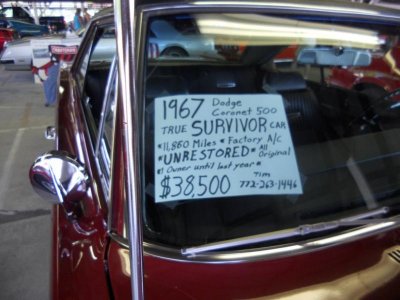 1967 Dodge
Coronet 500
TRUE SURVIVOR CAR
*11,860 Miles * Factory A/C
*UNRESTORED* All Original
*1 Owner until last year*
$38,500 Tim
772-263-1446
CRAFTSMAN